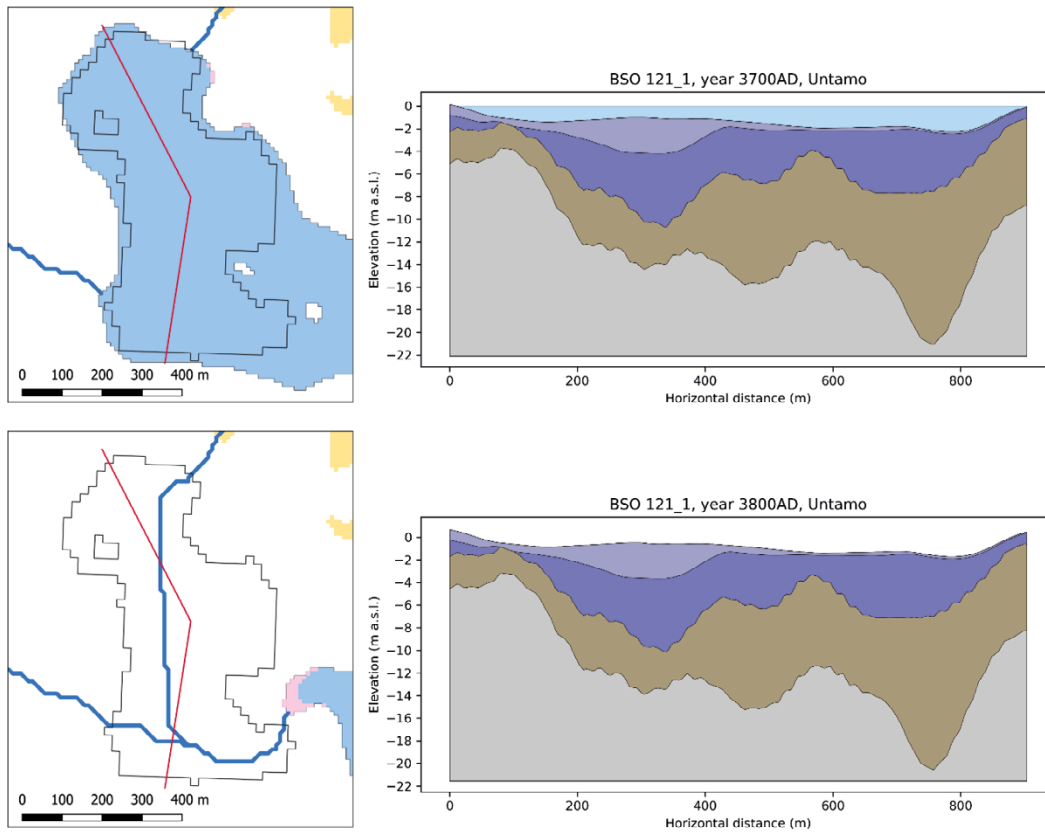 0 100 200 300 400 m
BSO 121_1, year 3700AD, Untamo
Elevation (m a.s.l.)
0
−2
−4
−6
−8
−10
−12
−14
−16
−18
−20
−22
0 200 400 600 800
Horizontal distance (m)
0 100 200 300 400 m
BSO 121_1, year 3800AD, Untamo
Elevation (m a.s.l.)
0
−2
−4
−6
−8
−10
−12
−14
−16
−18
−20
−22
0 200 400 600 800
Horizontal distance (m)